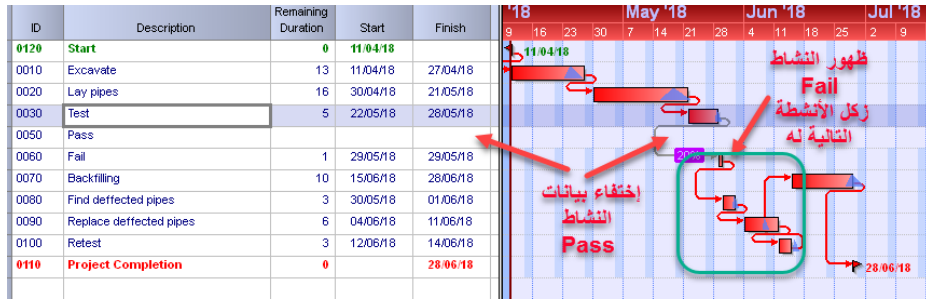 ID Description Remaining Duration Start Finish
0120 Start 0 11/04/18
0010 Excavate 13 11/04/18 27/04/18
0020 Lay pipes 16 30/04/18 21/05/18
0030 Test 5 22/05/18 28/05/18
0050 Pass
0060 Fail 1 29/05/18 29/05/18
0070 Backfilling 10 15/06/18 28/06/18
0080 Find deffected pipes 3 30/05/18 01/06/18
0090 Replace deffected pipes 6 04/06/18 11/06/18
0100 Retest 3 12/06/18 14/06/18
0110 Project Completion 0 28/06/18
'18 May '18 Jun '18 Jul '18
9 16 23 30 7 14 21 28 4 11 18 25 2 9
11/04/18
ظهور النشاط
Fail
زكل الأنشطة
التالية له
20%
إختفاء بيانات
النشاط
Pass
28/06/18